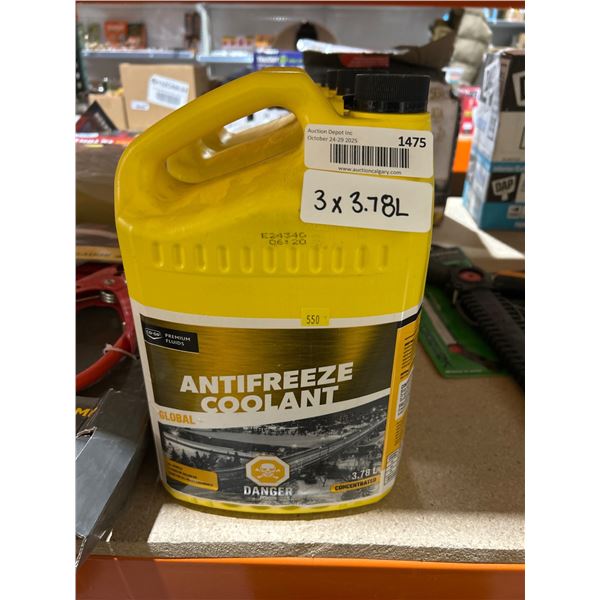 Auction Depot Inc
October 24-29 2025
1475
www.auctioncalgary.com
3 x 3.78L
E24340
06:20
550
CO-OP
PREMIUM
FLUIDS
ANTIFREEZE
COOLANT
GLOBAL
DANGER
3.78 L
CONCENTRATED
DAP
DAP